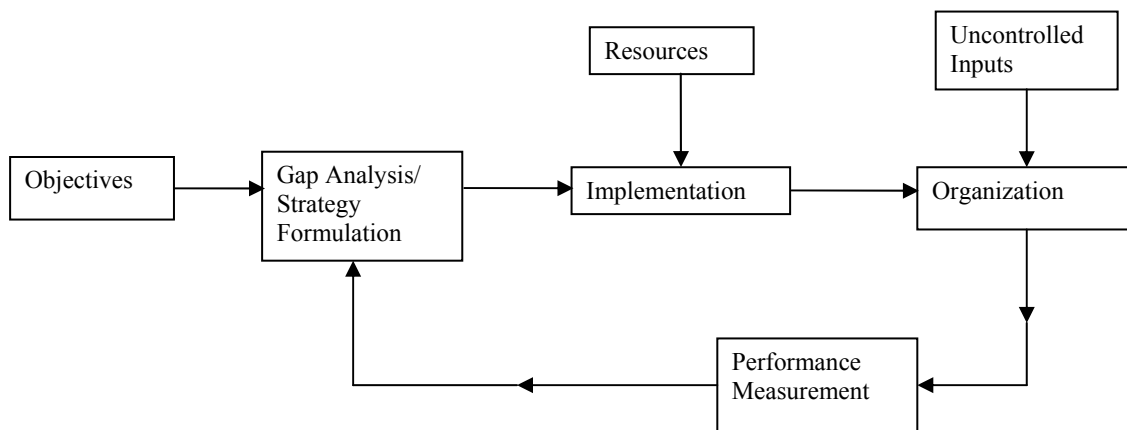 Resources
Uncontrolled
Inputs
Objectives
Gap Analysis/
Strategy
Formulation
Implementation
Organization
Performance
Measurement